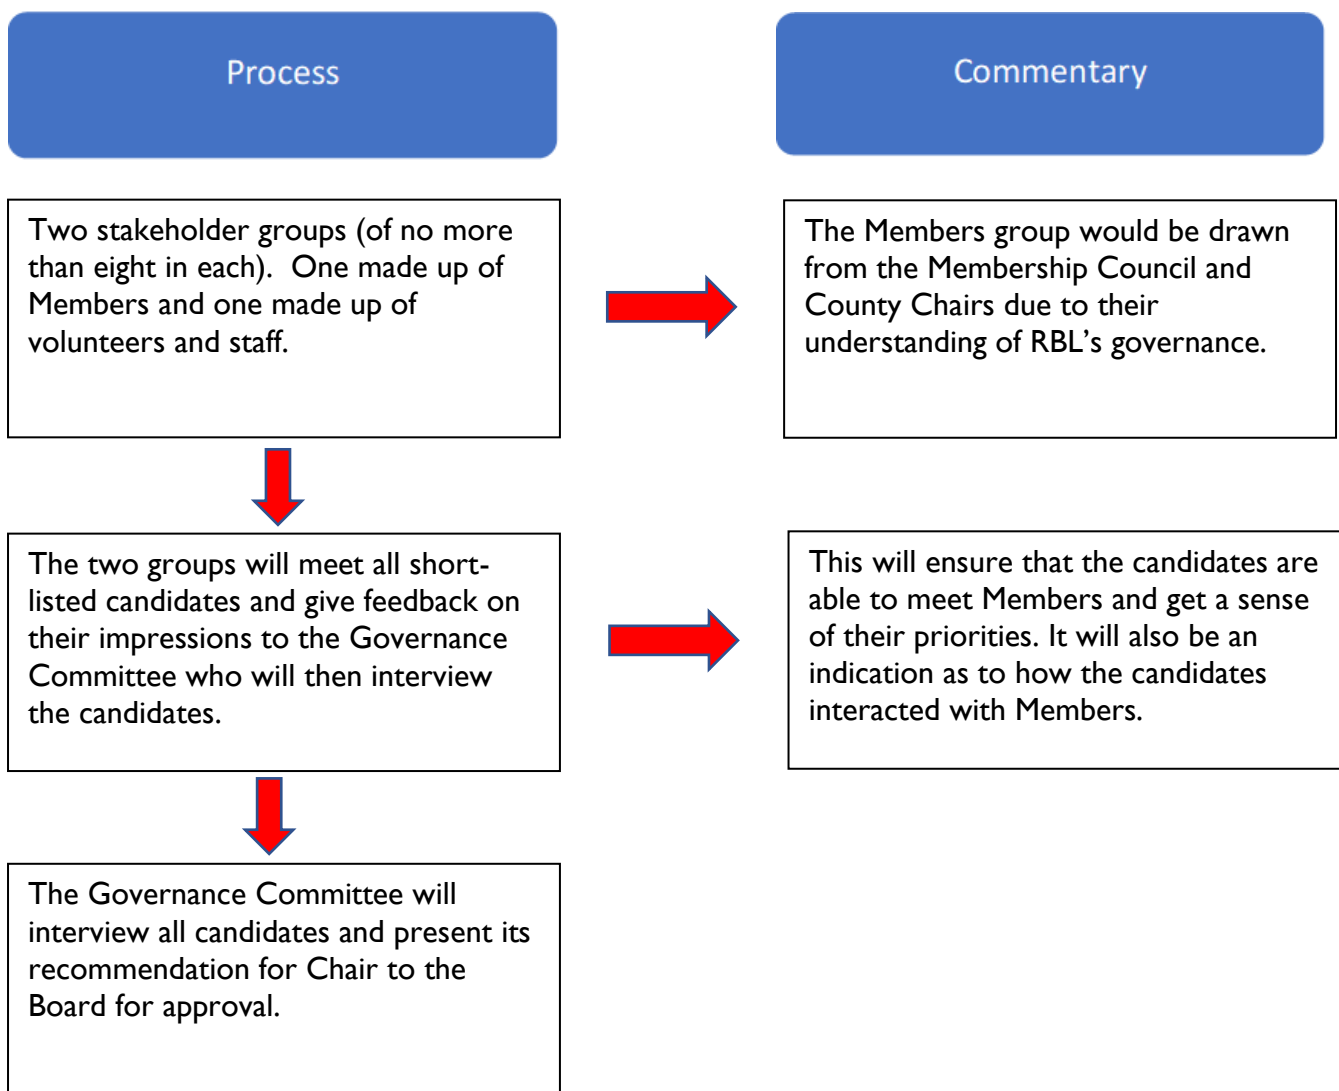 Process
Commentary
Two stakeholder groups (of no more
than eight in each).  One made up of
Members and one made up of
volunteers and staff.
The Members group would be drawn
from the Membership Council and
County Chairs due to their
understanding of RBL’s governance.
The two groups will meet all short-
listed candidates and give feedback on
their impressions to the Governance
Committee who will then interview
the candidates.
This will ensure that the candidates are
able to meet Members and get a sense
of their priorities. It will also be an
indication as to how the candidates
interacted with Members.
The Governance Committee will
interview all candidates and present its
recommendation for Chair to the
Board for approval.